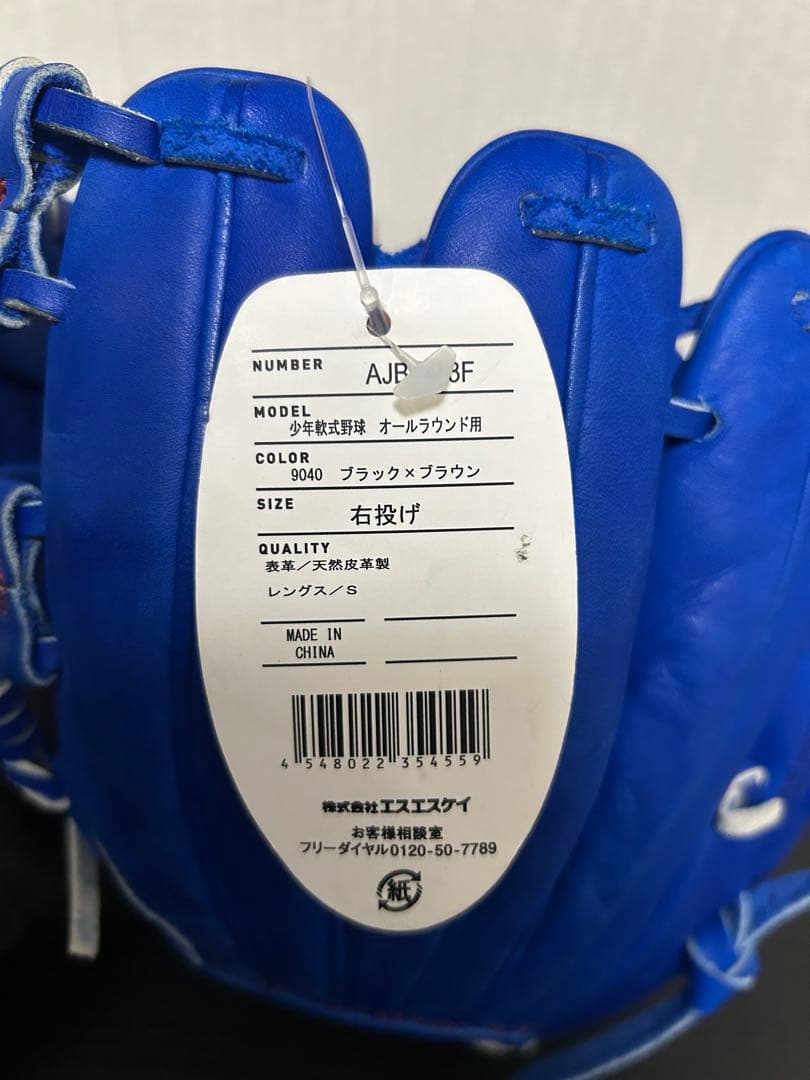 NUMBER
MODEL
少年軟式野球 オールラウンド用
COLOR
9040 ブラック×ブラウン
SIZE
右投げ
QUALITY
表革／天然皮革製
レングス／S
MADE IN
CHINA
4 548022 354559
株式会社エスエスケイ
お客様相談室
フリーダイヤル0120-50-7789
紙